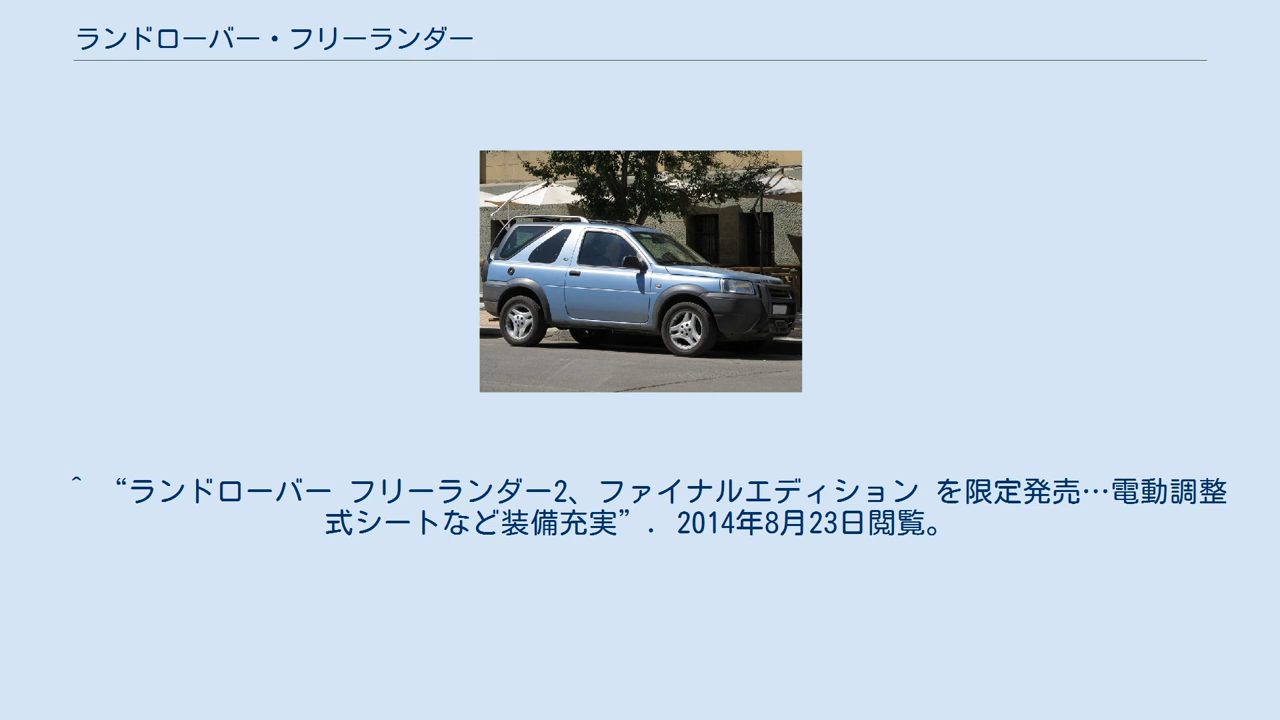 ランドローバー・フリーランダー
^ “ランドローバー フリーランダー2、ファイナルエディション を限定発売…電動調整
式シートなど装備充実”. 2014年8月23日閲覧。